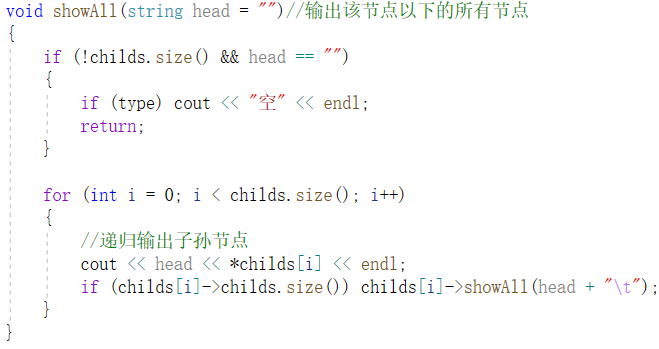 void showAll(string head = "")//输出该节点以下的所有节点
{
if (!childs.size() && head == "")
{
if (type) cout << "空" << endl;
return;
}
for (int i = 0; i < childs.size(); i++)
{
//递归输出子孙节点
cout << head << *childs[i] << endl;
if (childs[i]->childs.size()) childs[i]->showAll(head + "\t");
}
}